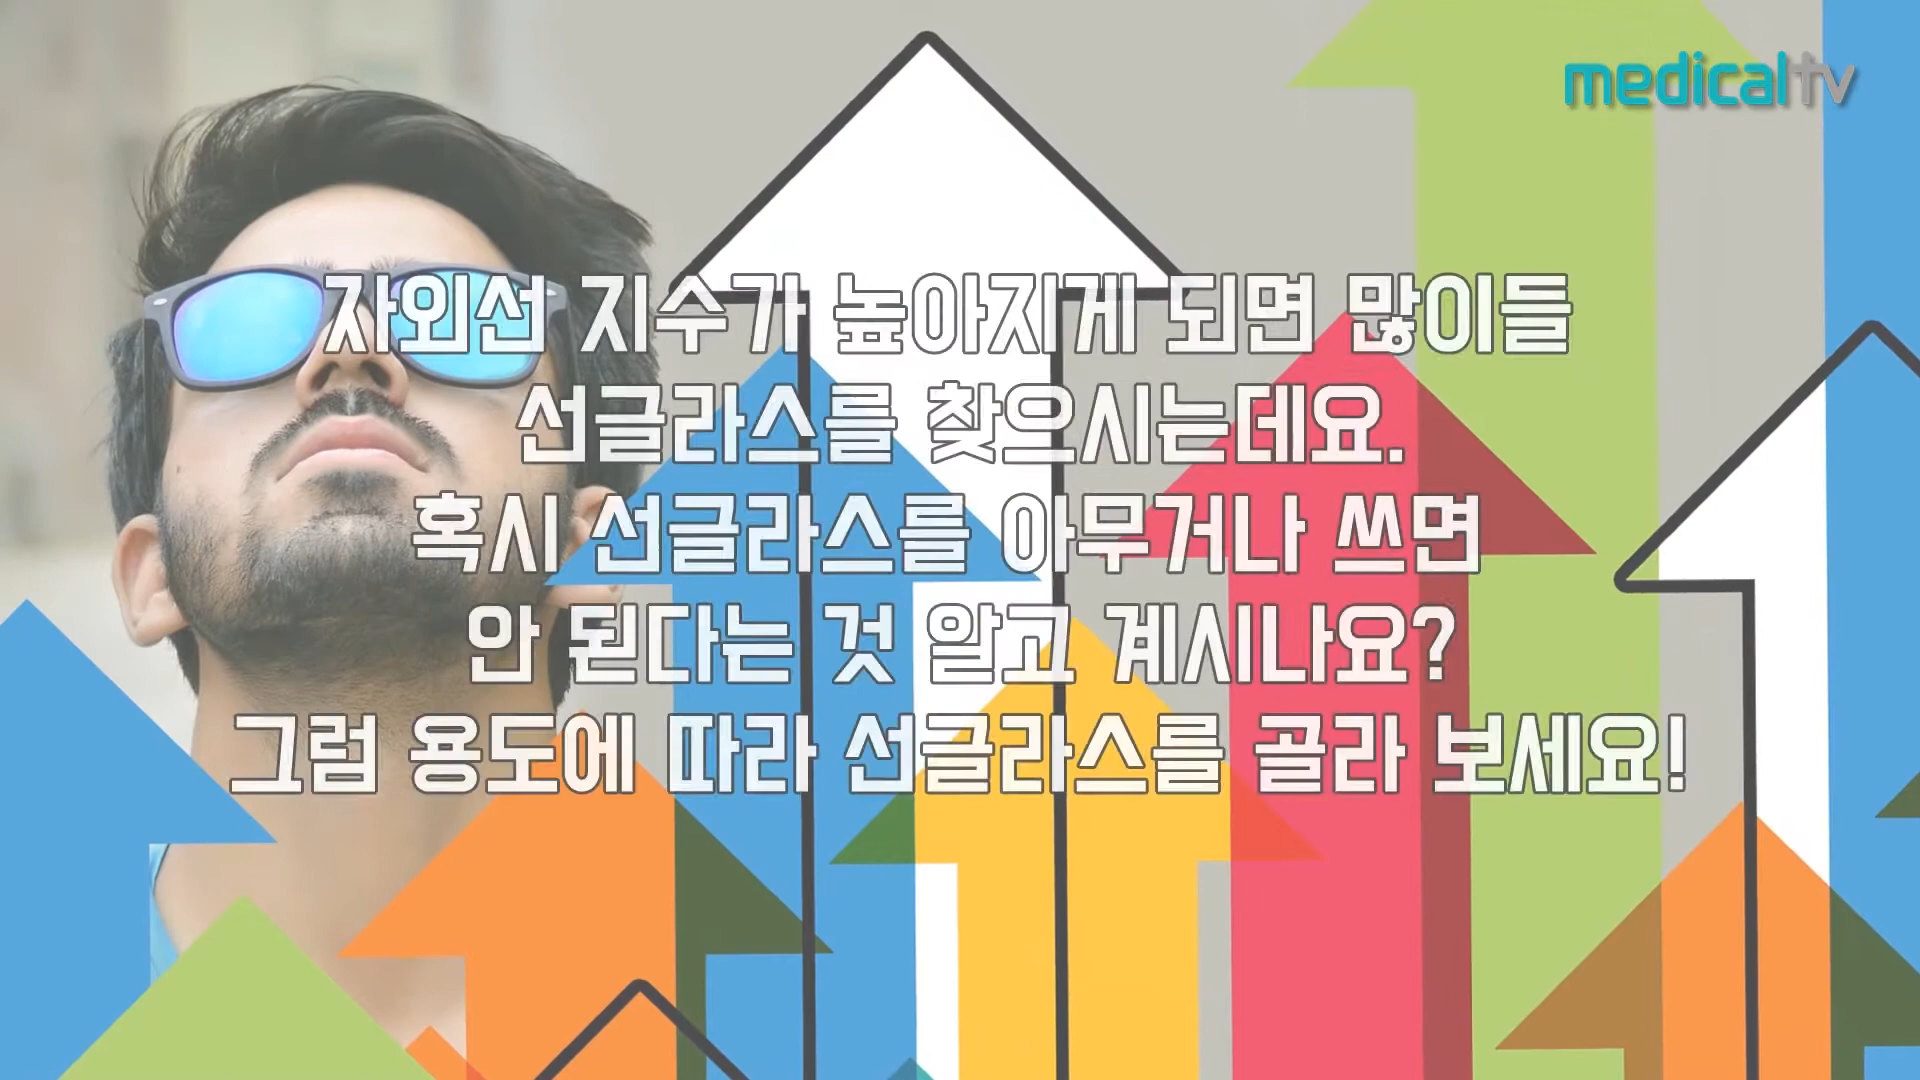 medicaltv
자외선 지수가 높아지게 되면 많이들
선글라스를 찾으시는데요.
혹시 선글라스를 아무거나 쓰면
안 된다는 것 알고 계시나요?
그럼 용도에 따라 선글라스를 골라 보세요!